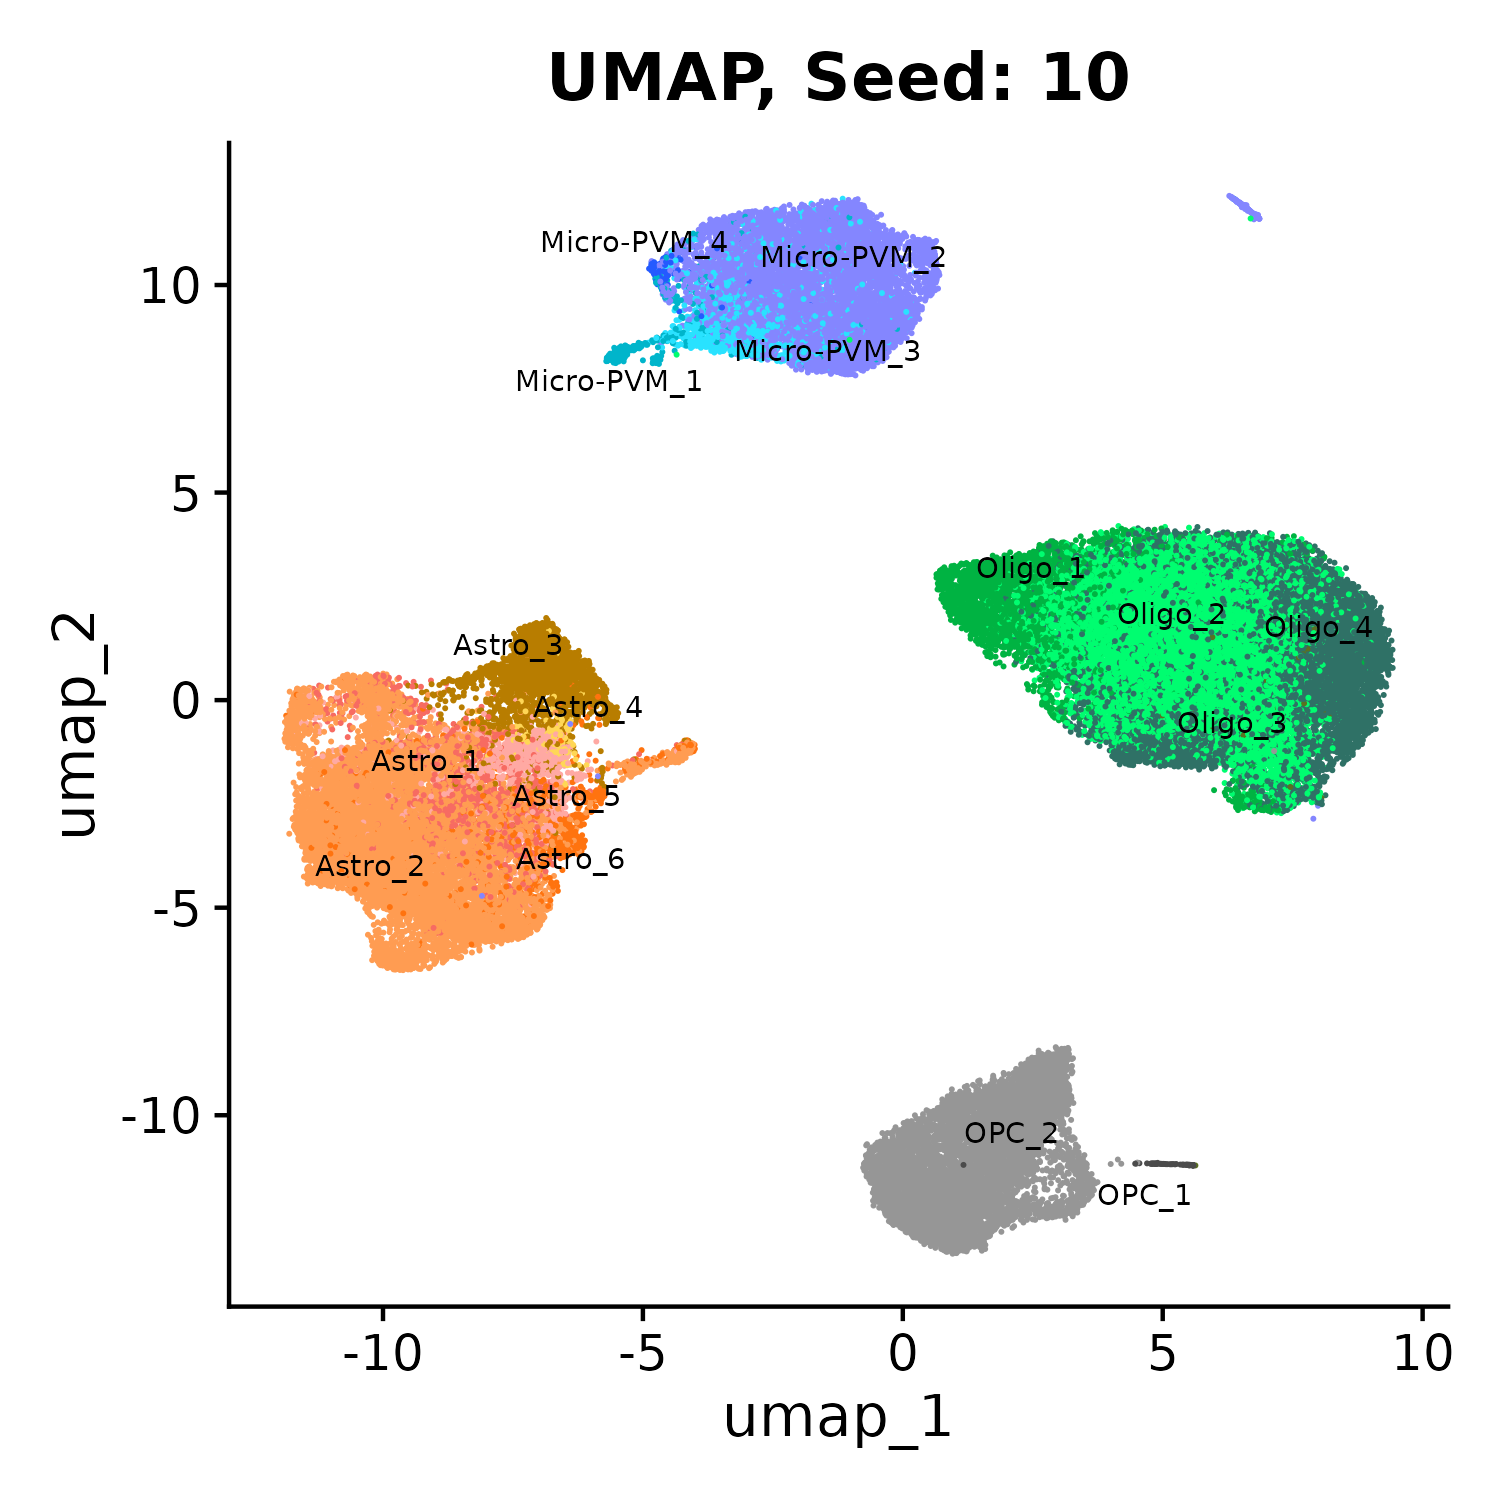 UMAP, Seed: 10
Micro-PVM_4
Micro-PVM_2
10
Micro-PVM_3
Micro-PVM_1
5
Oligo_1
Oligo_2
Oligo_4
Astro_3
0
Astro_4
Oligo_3
Astro_1
Astro_5
Astro_6
Astro_2
-5
umap_2
-10
OPC_2
OPC_1
-10 -5 0 5 10
umap_1